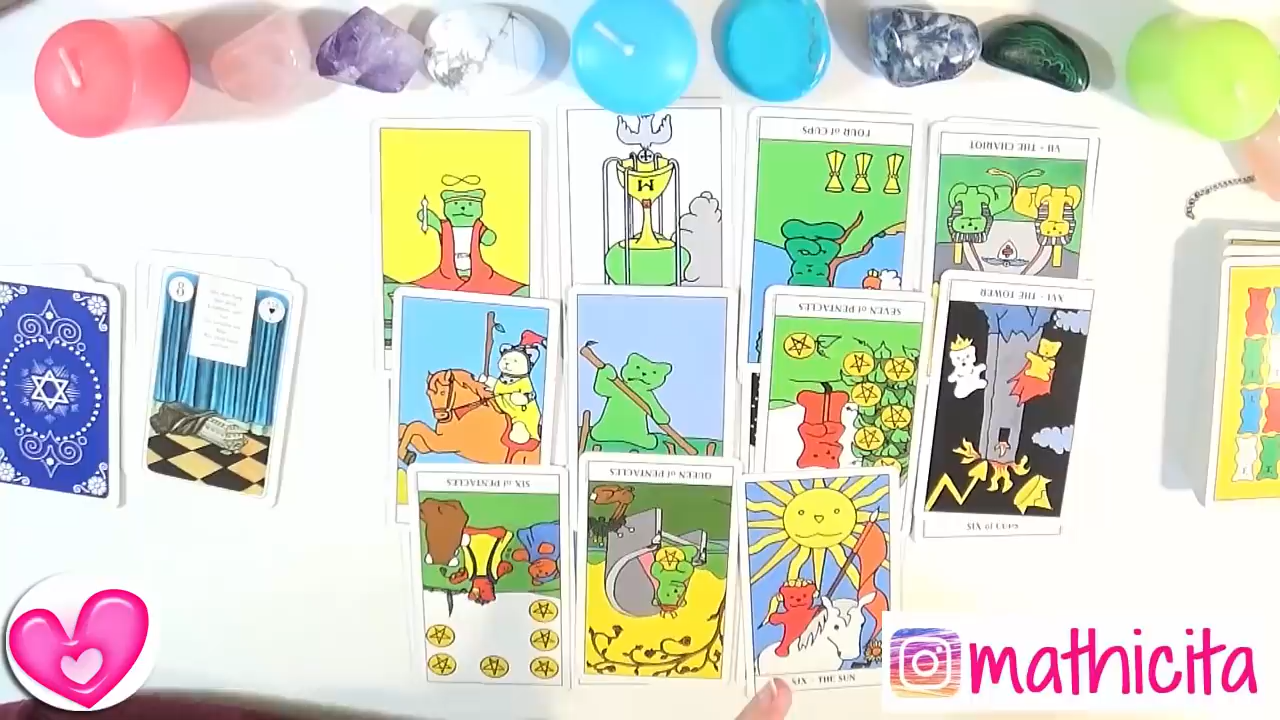 FOUR of CUPS
VII - THE CHARIOT
M
8
SEVEN of PENTACLES
XVI - THE TOWER
SIX of PENTACLES
QUEEN of PENTACLES
XIX - THE SUN
mathicita